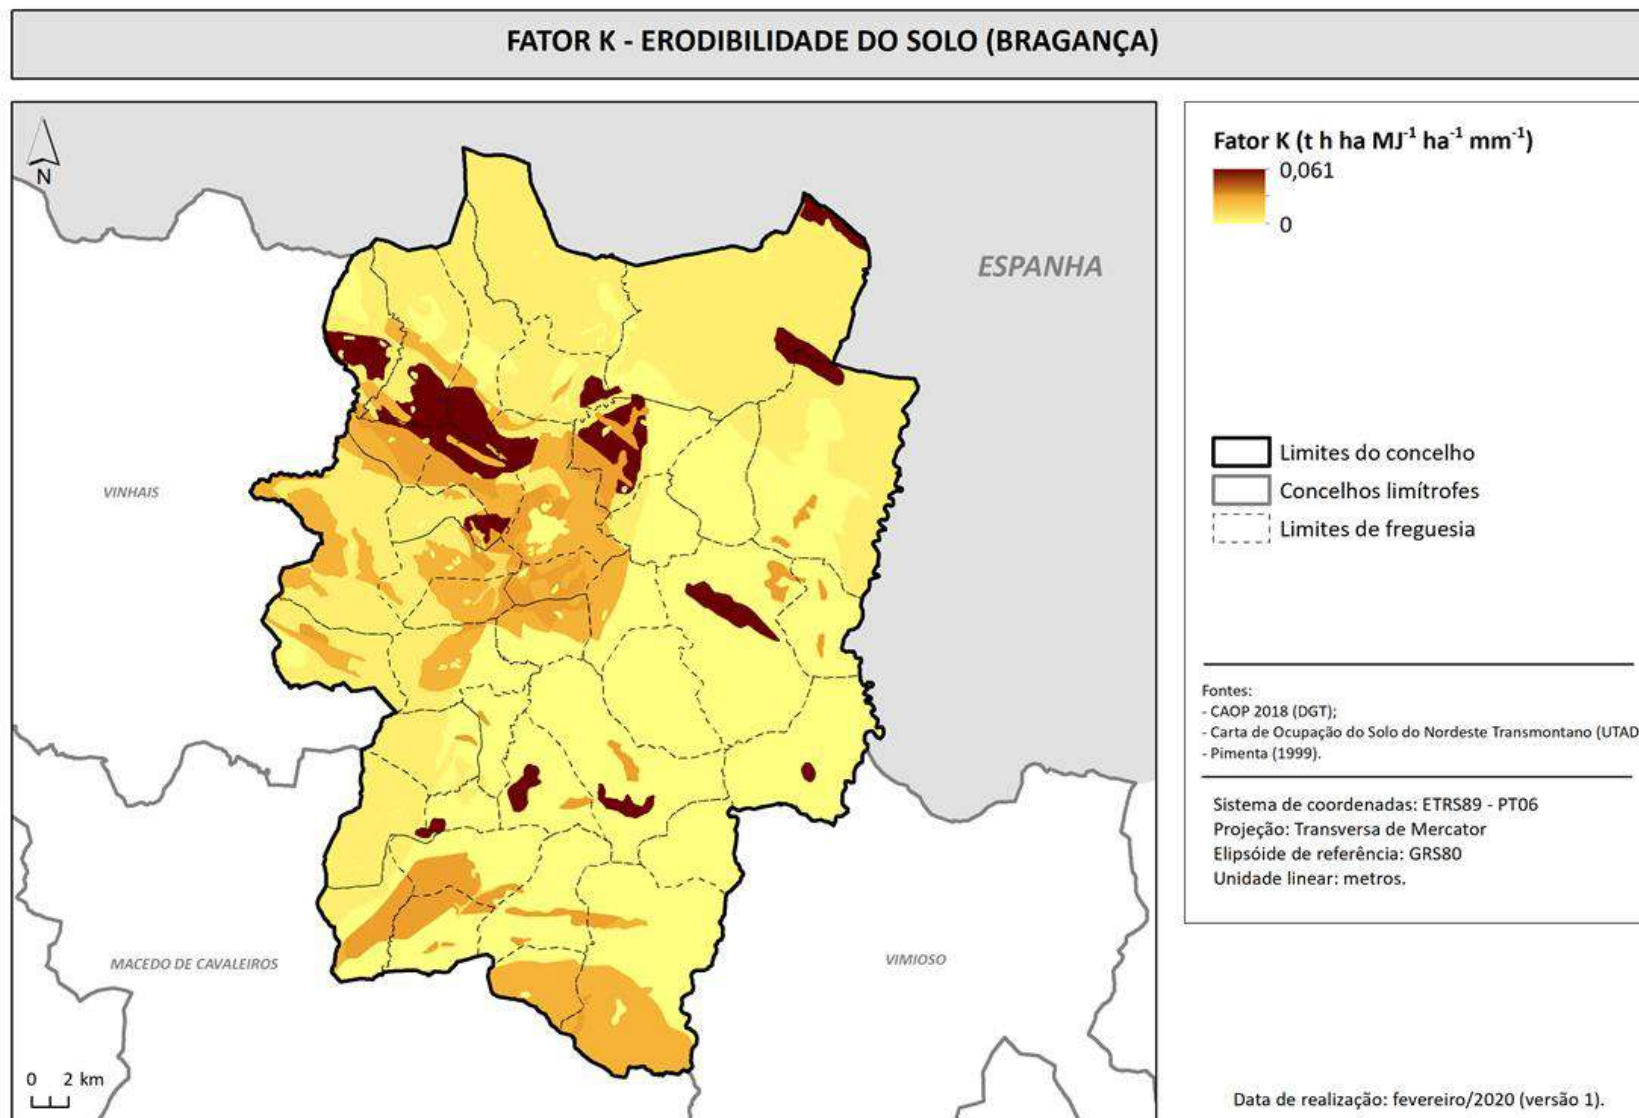 FATOR K - ERODIBILIDADE DO SOLO (BRAGANÇA)
N
ESPANHA
VINHAIS
MACEDO DE CAVALEIROS
VIMIOSO
0 2 km
Fator K (t h ha MJ⁻¹ ha⁻¹ mm⁻¹)
0,061
0
Limites do concelho
Concelhos limítrofes
Limites de freguesia
Fontes:
- CAOP 2018 (DGT);
- Carta de Ocupação do Solo do Nordeste Transmontano (UTAD
- Pimenta (1999).
Sistema de coordenadas: ETRS89 - PT06
Projeção: Transversa de Mercator
Elipsóide de referência: GRS80
Unidade linear: metros.
Data de realização: fevereiro/2020 (versão 1).